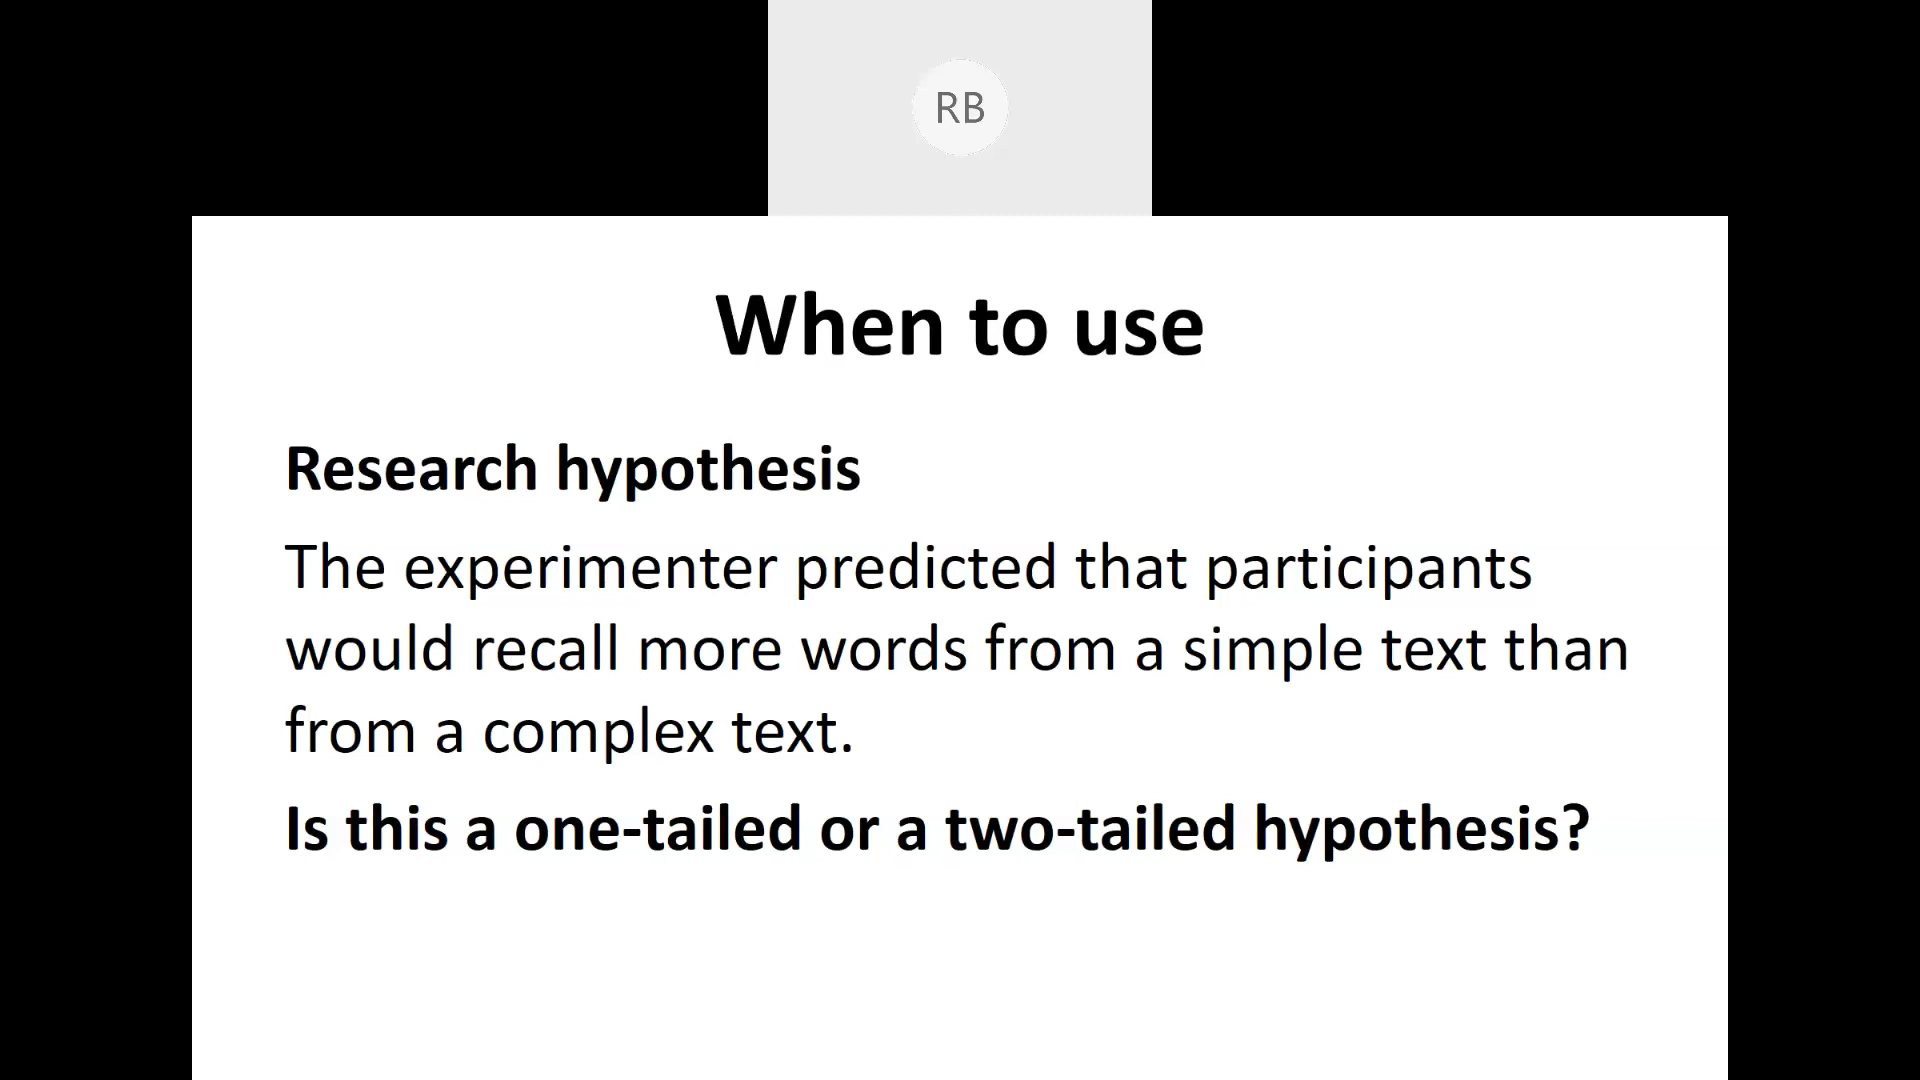 RB
When to use
Research hypothesis
The experimenter predicted that participants
would recall more words from a simple text than
from a complex text.
Is this a one-tailed or a two-tailed hypothesis?